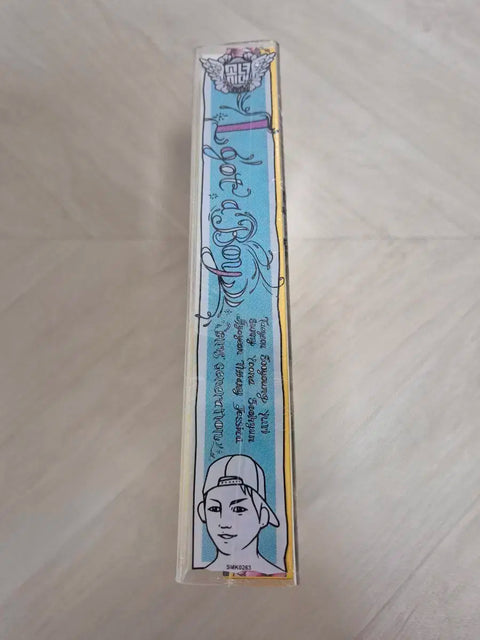 I got a Boy
Taeyeon Sooyoung Yuri
Sunny Yoona Seohyun
Hyoyeon Tiffany Jessica
Girls' Generation
SMK0263